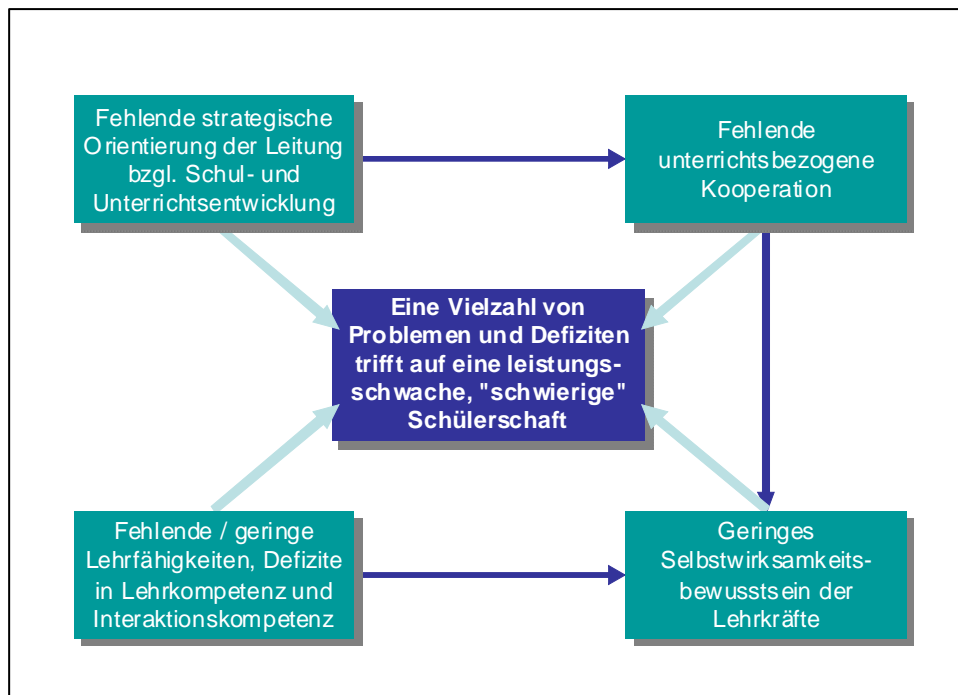 Fehlende strategische
Orientierung der Leitung
bzgl. Schul- und
Unterrichtsentwicklung
Fehlende
unterrichtsbezogene
Kooperation
Eine Vielzahl von
Problemen und Defiziten
trifft auf eine leistungs-
schwache, "schwierige"
Schülerschaft
Fehlende / geringe
Lehrfähigkeiten, Defizite
in Lehrkompetenz und
Interaktionskompetenz
Geringes
Selbstwirksamkeits-
bewusstsein der
Lehrkräfte